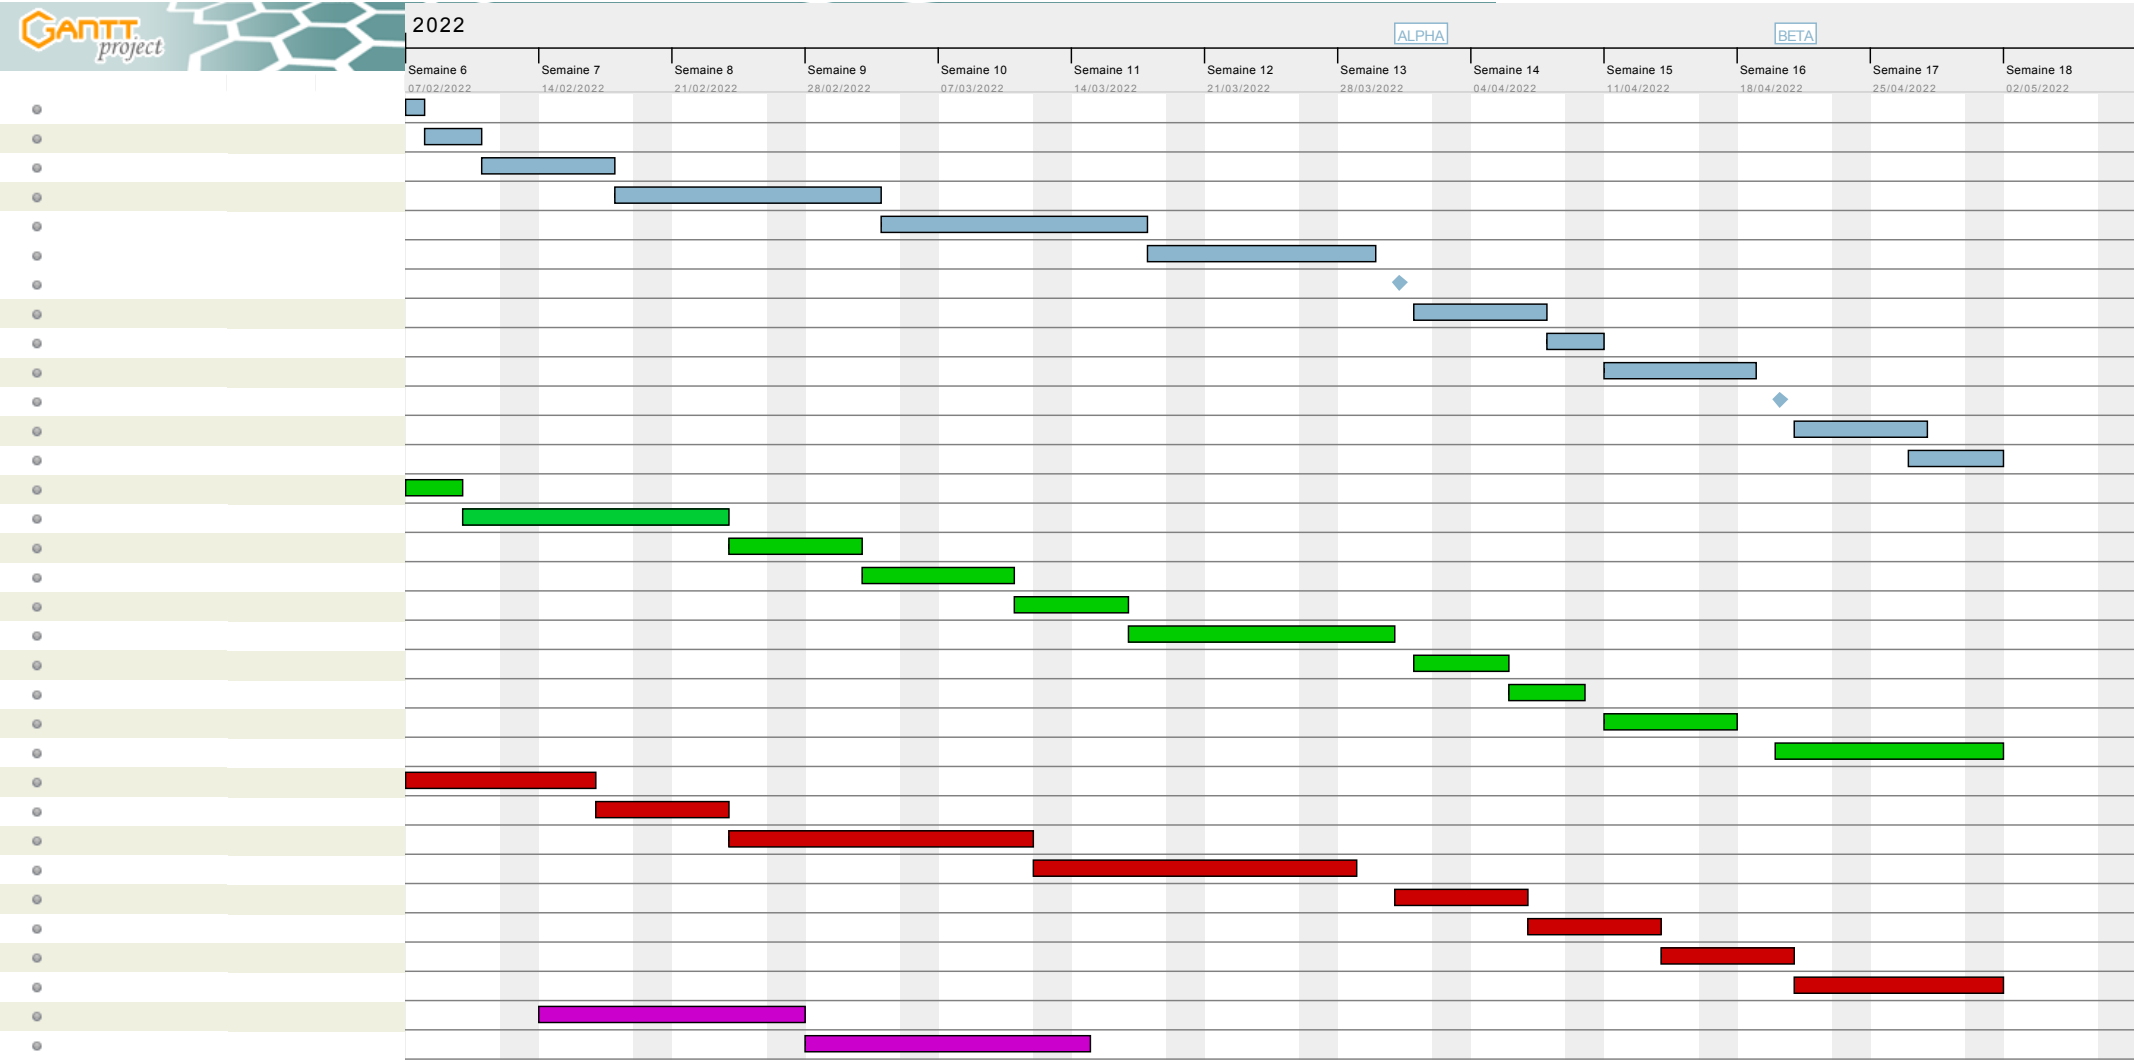 GANTT
project
2022
ALPHA BETA
Semaine 6 Semaine 7 Semaine 8 Semaine 9 Semaine 10 Semaine 11 Semaine 12 Semaine 13 Semaine 14 Semaine 15 Semaine 16 Semaine 17 Semaine 18
07/02/2022 14/02/2022 21/02/2022 28/02/2022 07/03/2022 14/03/2022 21/03/2022 28/03/2022 04/04/2022 11/04/2022 18/04/2022 25/04/2022 02/05/2022